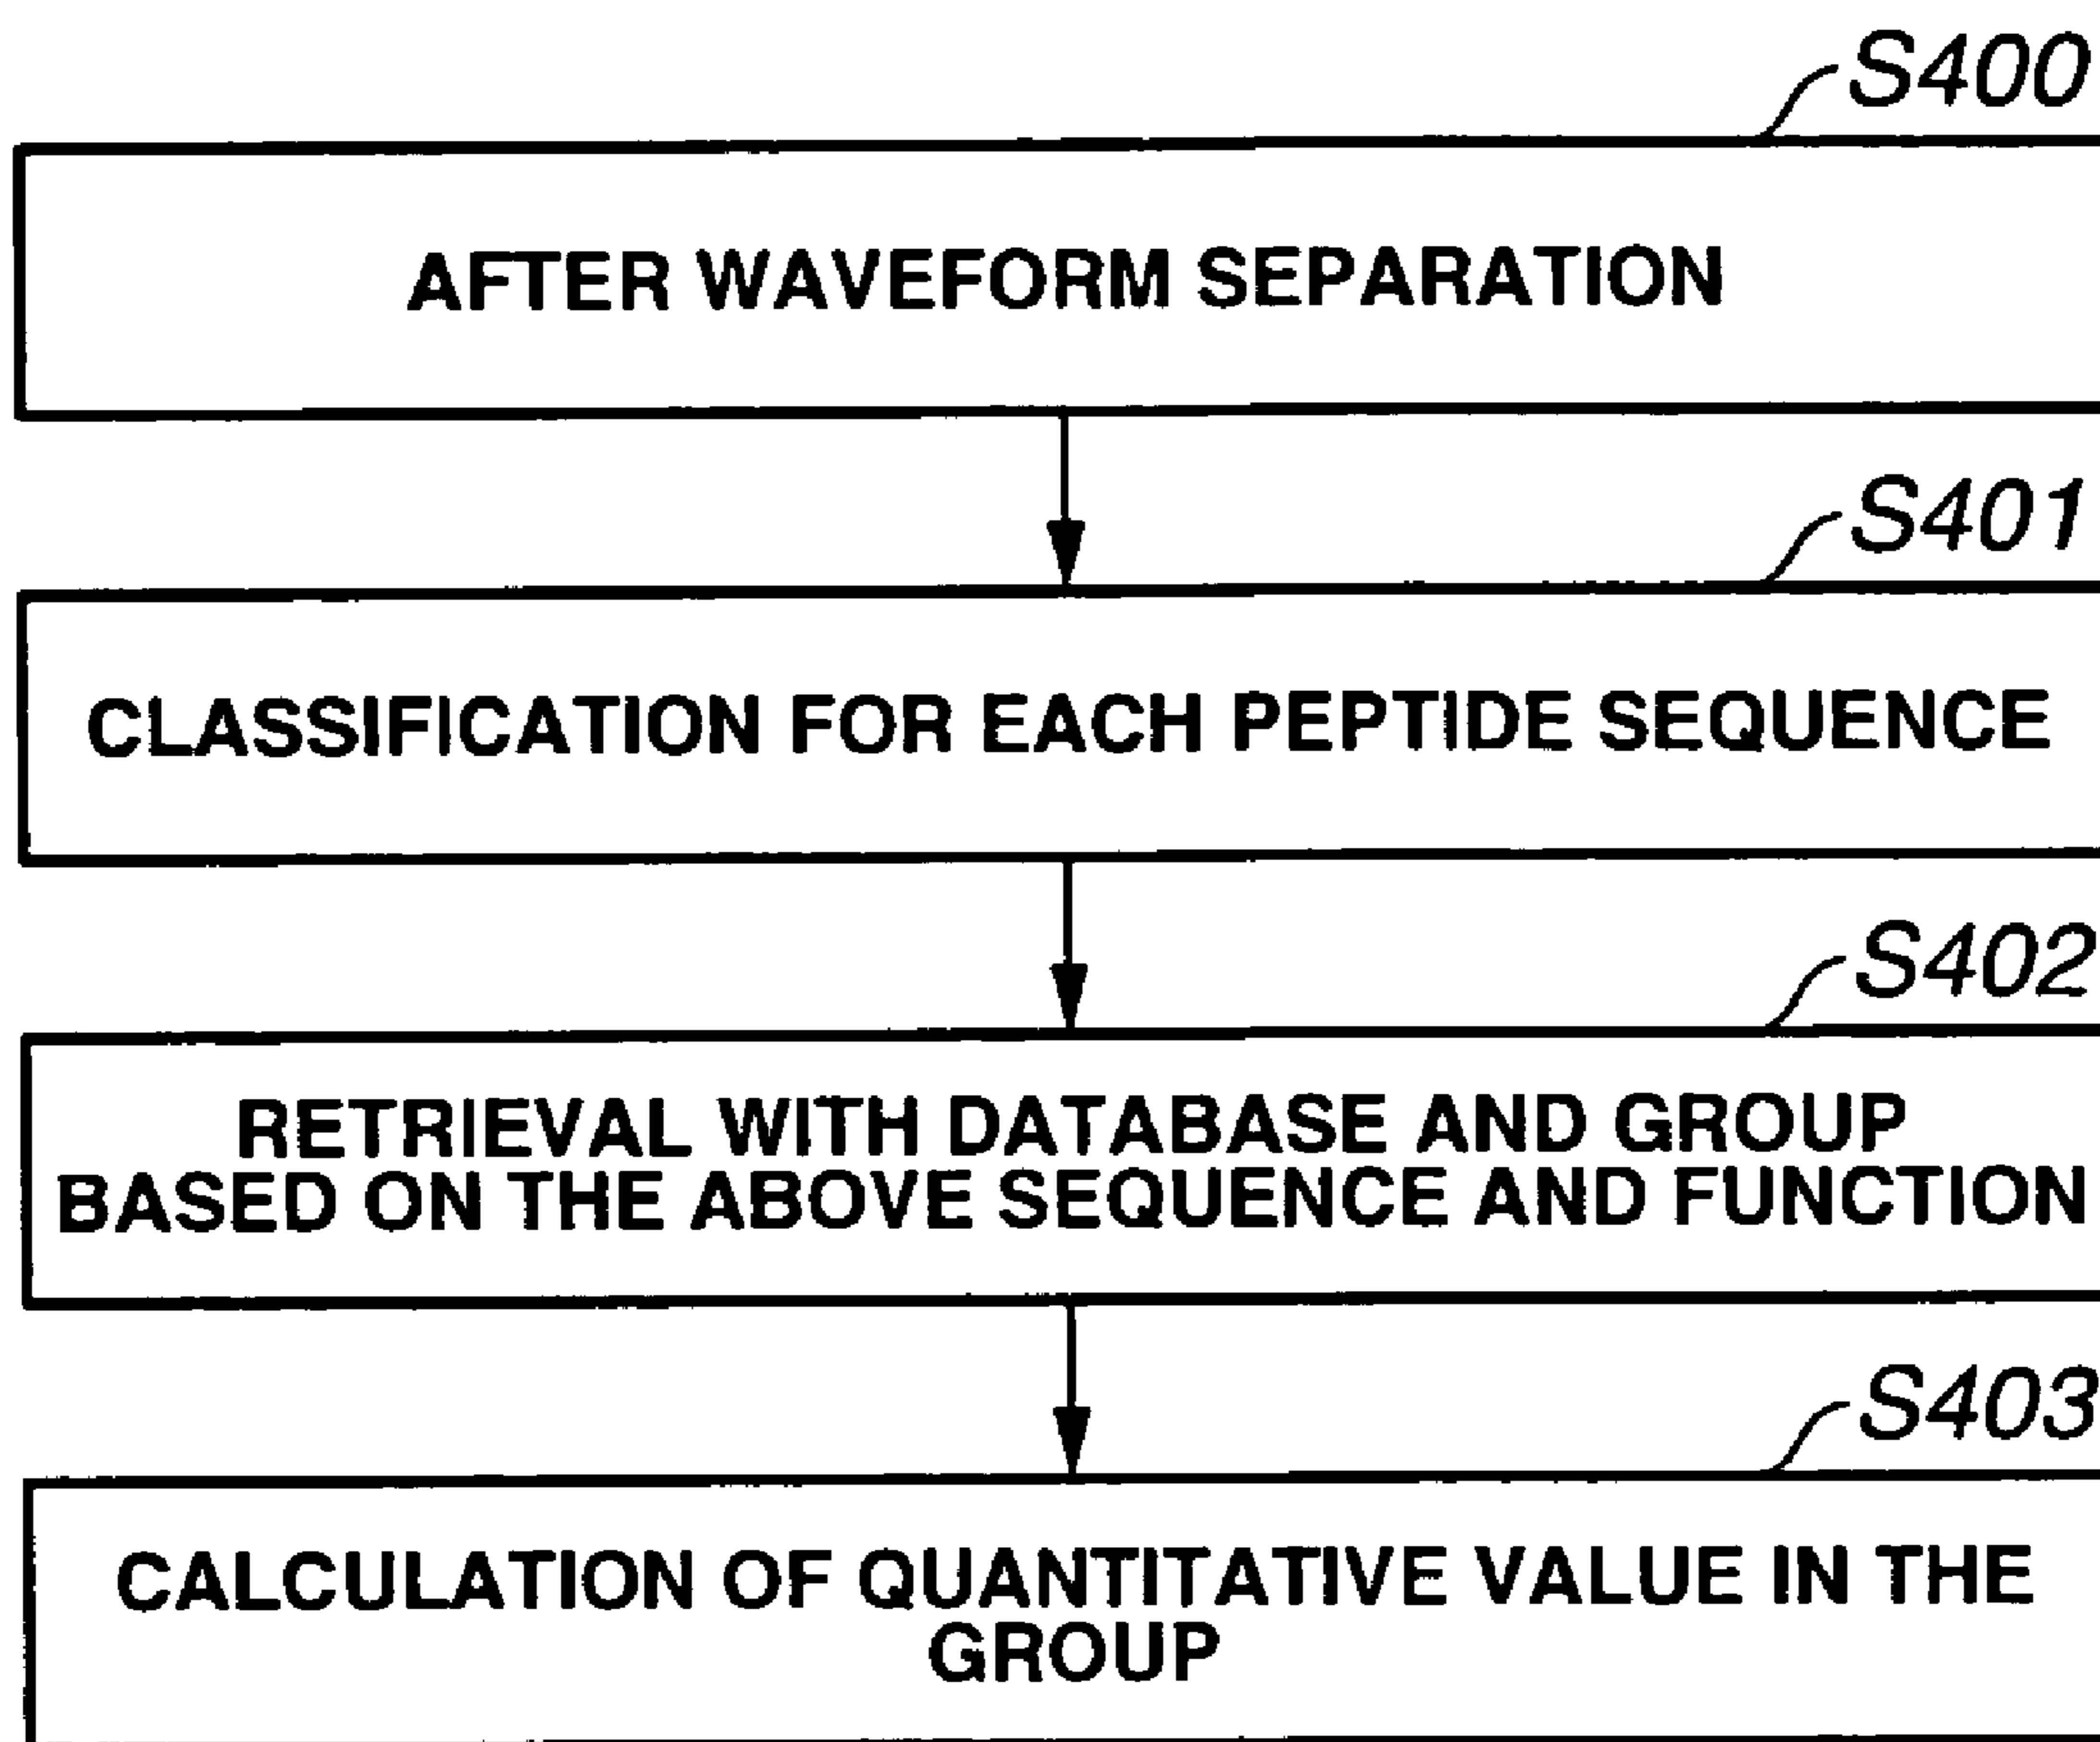 S400
AFTER WAVEFORM SEPARATION
S401
CLASSIFICATION FOR EACH PEPTIDE SEQUENCE
S402
RETRIEVAL WITH DATABASE AND GROUP
BASED ON THE ABOVE SEQUENCE AND FUNCTION
S403
CALCULATION OF QUANTITATIVE VALUE IN THE
GROUP